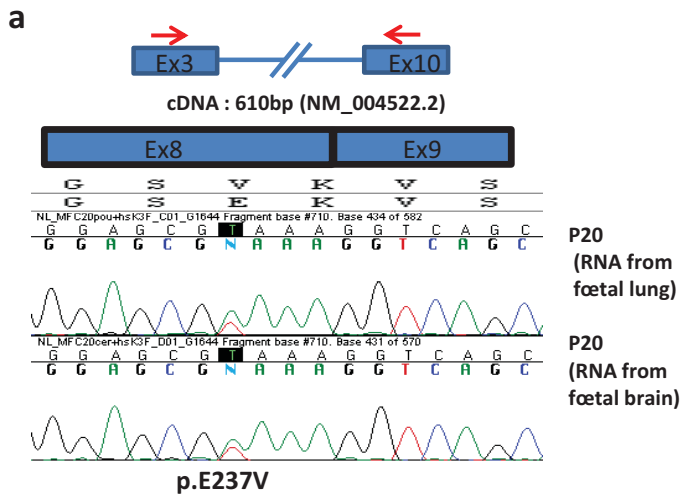 a
Ex3 Ex10
cDNA : 610bp (NM_004522.2)
Ex8 Ex9
G S V K V S
G S E K V S
NL_MFC20pou+hsK3F_C01_G1644 Fragment base #710. Base 434 of 582
G G A G C G T A A A G G T C A G C
G G A G C G N A A A G G T C A G C
P20
(RNA from
fœtal lung)
NL_MFC20cer+hsK3F_D01_G1644 Fragment base #710. Base 431 of 570
G G A G C G T A A A G G T C A G C
G G A G C G N A A A G G T C A G C
P20
(RNA from
fœtal brain)
p.E237V